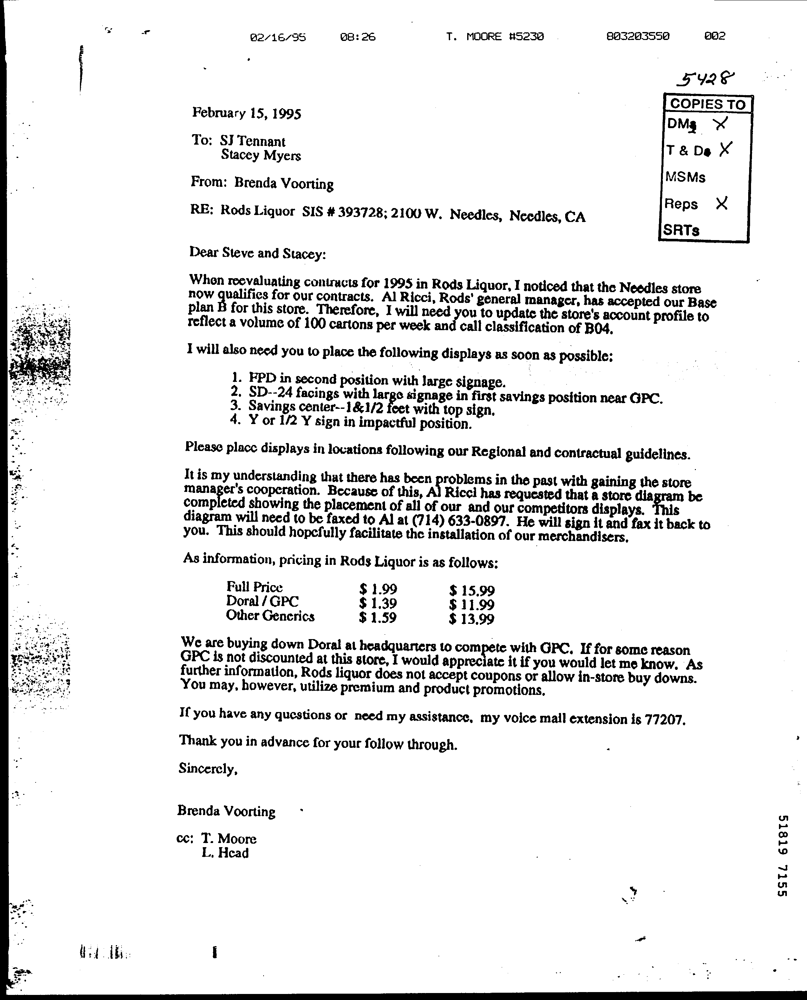 02/16/95 08:26 T. MOORE #5230 803203550 002
5428
COPIES TO
DMs X
T & Ds X
MSMs
Reps X
SRTs
February 15, 1995
To: SJ Tennant
Stacey Myers
From: Brenda Voorting
RE: Rods Liquor SIS # 393728; 2100 W. Needles, Needles, CA
Dear Steve and Stacey:
When reevaluating contracts for 1995 in Rods Liquor, I noticed that the Needles store
now qualifies for our contracts. Al Ricci, Rods' general manager, has accepted our Base
plan B for this store. Therefore, I will need you to update the store's account profile to
reflect a volume of 100 cartons per week and call classification of B04.
I will also need you to place the following displays as soon as possible:
1. FPD in second position with large signage.
2. SD--24 facings with large signage in first savings position near GPC.
3. Savings center--1&1/2 feet with top sign.
4. Y or 1/2 Y sign in impactful position.
Please place displays in locations following our Regional and contractual guidelines.
It is my understanding that there has been problems in the past with gaining the store
manager's cooperation. Because of this, Al Ricci has requested that a store diagram be
completed showing the placement of all of our and our competitors displays. This
diagram will need to be faxed to Al at (714) 633-0897. He will sign it and fax it back to
you. This should hopefully facilitate the installation of our merchandisers.
As information, pricing in Rods Liquor is as follows:
Full Price $ 1.99 $ 15.99
Doral / GPC $ 1.39 $ 11.99
Other Generics $ 1.59 $ 13.99
We are buying down Doral at headquarters to compete with GPC. If for some reason
GPC is not discounted at this store, I would appreciate it if you would let me know. As
further information, Rods liquor does not accept coupons or allow in-store buy downs.
You may, however, utilize premium and product promotions.
If you have any questions or need my assistance, my voice mail extension is 77207.
Thank you in advance for your follow through.
Sincerely,
Brenda Voorting
cc: T. Moore
L. Head
51819 7155